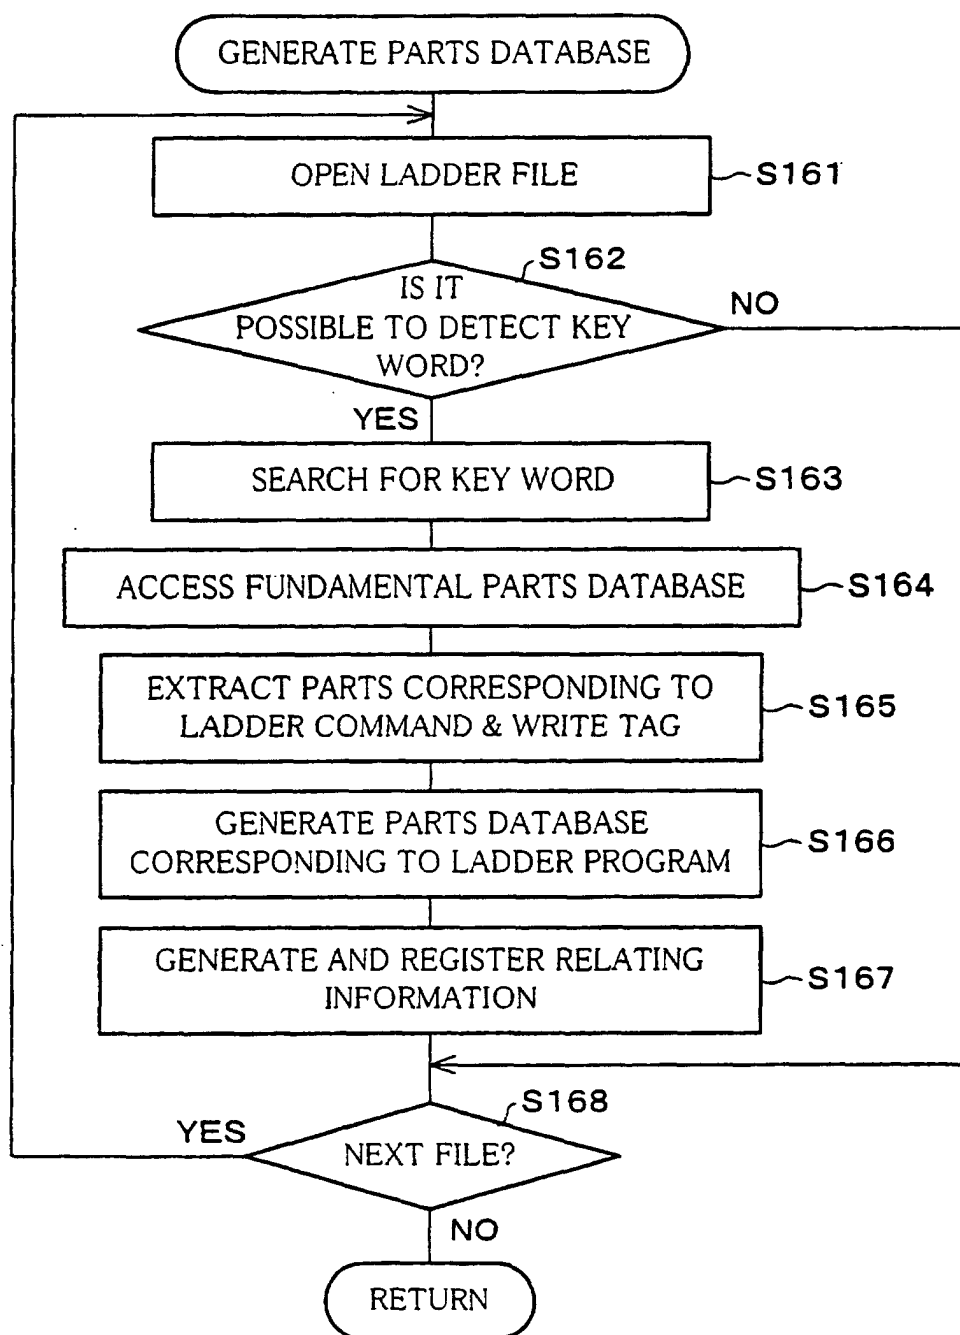 GENERATE PARTS DATABASE
OPEN LADDER FILE
S161
S162
IS IT
POSSIBLE TO DETECT KEY
WORD?
NO
YES
SEARCH FOR KEY WORD
S163
ACCESS FUNDAMENTAL PARTS DATABASE
S164
EXTRACT PARTS CORRESPONDING TO
LADDER COMMAND & WRITE TAG
S165
GENERATE PARTS DATABASE
CORRESPONDING TO LADDER PROGRAM
S166
GENERATE AND REGISTER RELATING
INFORMATION
S167
S168
YES
NEXT FILE?
NO
RETURN